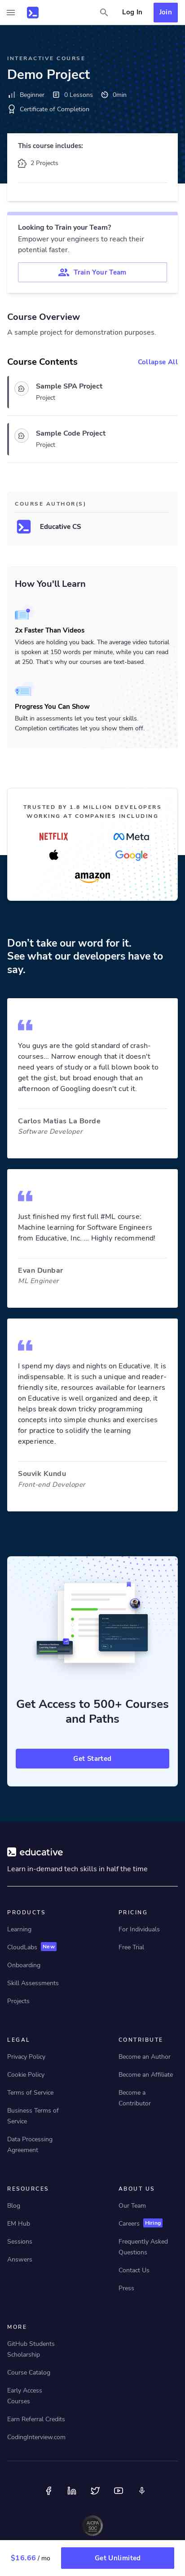 Log In
Join
INTERACTIVE COURSE
Demo Project
Beginner
0 Lessons
0min
Certificate of Completion
This course includes:
2 Projects
Looking to Train your Team?
Empower your engineers to reach their
potential faster.
Train Your Team
Course Overview
A sample project for demonstration purposes.
Course Contents
Collapse All
Sample SPA Project
Project
Sample Code Project
Project
COURSE AUTHOR(S)
Educative CS
How You'll Learn
2x Faster Than Videos
Videos are holding you back. The average video tutorial
is spoken at 150 words per minute, while you can read
at 250. That's why our courses are text-based.
Progress You Can Show
Built in assessments let you test your skills.
Completion certificates let you show them off.
TRUSTED BY 1.8 MILLION DEVELOPERS
WORKING AT COMPANIES INCLUDING
NETFLIX
Meta
Google
amazon
Don't take our word for it.
See what our developers have to
say.
You guys are the gold standard of crash-
courses... Narrow enough that it doesn't
need years of study or a full blown book to
get the gist, but broad enough that an
afternoon of Googling doesn't cut it.
Carlos Matias La Borde
Software Developer
Just finished my first full #ML course:
Machine learning for Software Engineers
from Educative, Inc. ... Highly recommend!
Evan Dunbar
ML Engineer
I spend my days and nights on Educative. It is
indispensable. It is such a unique and reader-
friendly site, resources available for learners
on Educative is well organized and deep, it
helps break down tricky programming
concepts into simple chunks and exercises
for practice to solidify the learning
experience.
Souvik Kundu
Front-end Developer
Get Access to 500+ Courses
and Paths
Get Started
educative
Learn in-demand tech skills in half the time
PRODUCTS
Learning
CloudLabs New
Onboarding
Skill Assessments
Projects
PRICING
For Individuals
Free Trial
LEGAL
Privacy Policy
Cookie Policy
Terms of Service
Business Terms of
Service
Data Processing
Agreement
CONTRIBUTE
Become an Author
Become an Affiliate
Become a
Contributor
RESOURCES
Blog
EM Hub
Sessions
Answers
ABOUT US
Our Team
Careers Hiring
Frequently Asked
Questions
Contact Us
Press
MORE
GitHub Students
Scholarship
Course Catalog
Early Access
Courses
Earn Referral Credits
CodingInterview.com
$16.66 / mo
Get Unlimited